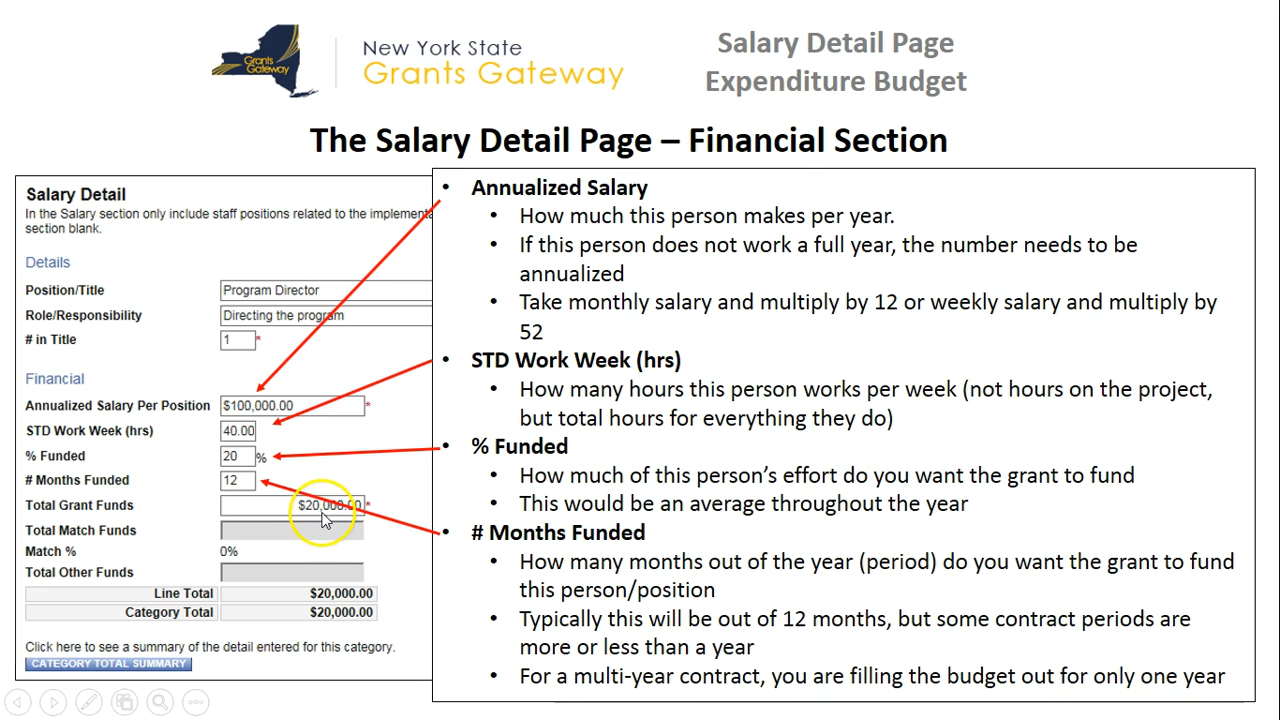 Grants
Gateway
New York State
Grants Gateway
Salary Detail Page
Expenditure Budget
The Salary Detail Page – Financial Section
Salary Detail
In the Salary section only include staff positions related to the
section blank.
Details
Position/Title Program Director
Role/Responsibility Directing the program
# in Title 1 *
Financial
Annualized Salary Per Position $100,000.00 *
STD Work Week (hrs) 40.00
% Funded 20 %
# Months Funded 12
Total Grant Funds $20,000.00 *
Total Match Funds
Match % 0%
Total Other Funds
Line Total $20,000.00
Category Total $20,000.00
Click here to see a summary of the detail entered for this category.
CATEGORY TOTAL SUMMARY
• Annualized Salary
• How much this person makes per year.
• If this person does not work a full year, the number needs to be
annualized
• Take monthly salary and multiply by 12 or weekly salary and multiply by
52
• STD Work Week (hrs)
• How many hours this person works per week (not hours on the project,
but total hours for everything they do)
• % Funded
• How much of this person’s effort do you want the grant to fund
• This would be an average throughout the year
• # Months Funded
• How many months out of the year (period) do you want the grant to fund
this person/position
• Typically this will be out of 12 months, but some contract periods are
more or less than a year
• For a multi-year contract, you are filling the budget out for only one year